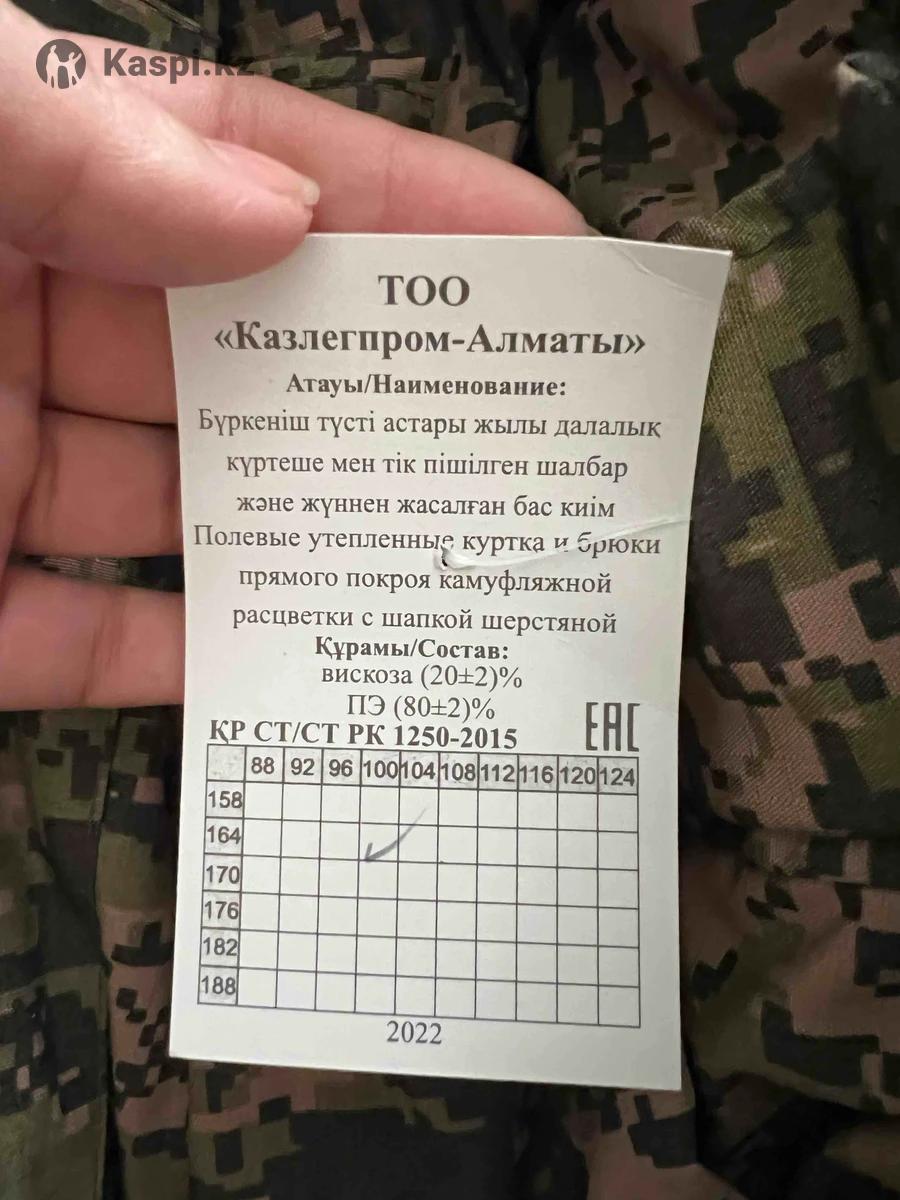 Kaspi.kz
ТОО
«Казлегпром-Алматы»
Атауы/Наименование:
Бүркеніш түсті астары жылы далалық
күртеше мен тік пішілген шалбар
және жүннен жасалған бас киім
Полевые утепленные куртка и брюки
прямого покроя камуфляжной
расцветки с шапкой шерстяной
Құрамы/Состав:
вискоза (20±2)%
ПЭ (80±2)%
ҚР СТ/СТ РК 1250-2015 EAC
88 92 96 100 104 108 112 116 120 124
158
164
170
176
182
188
2022